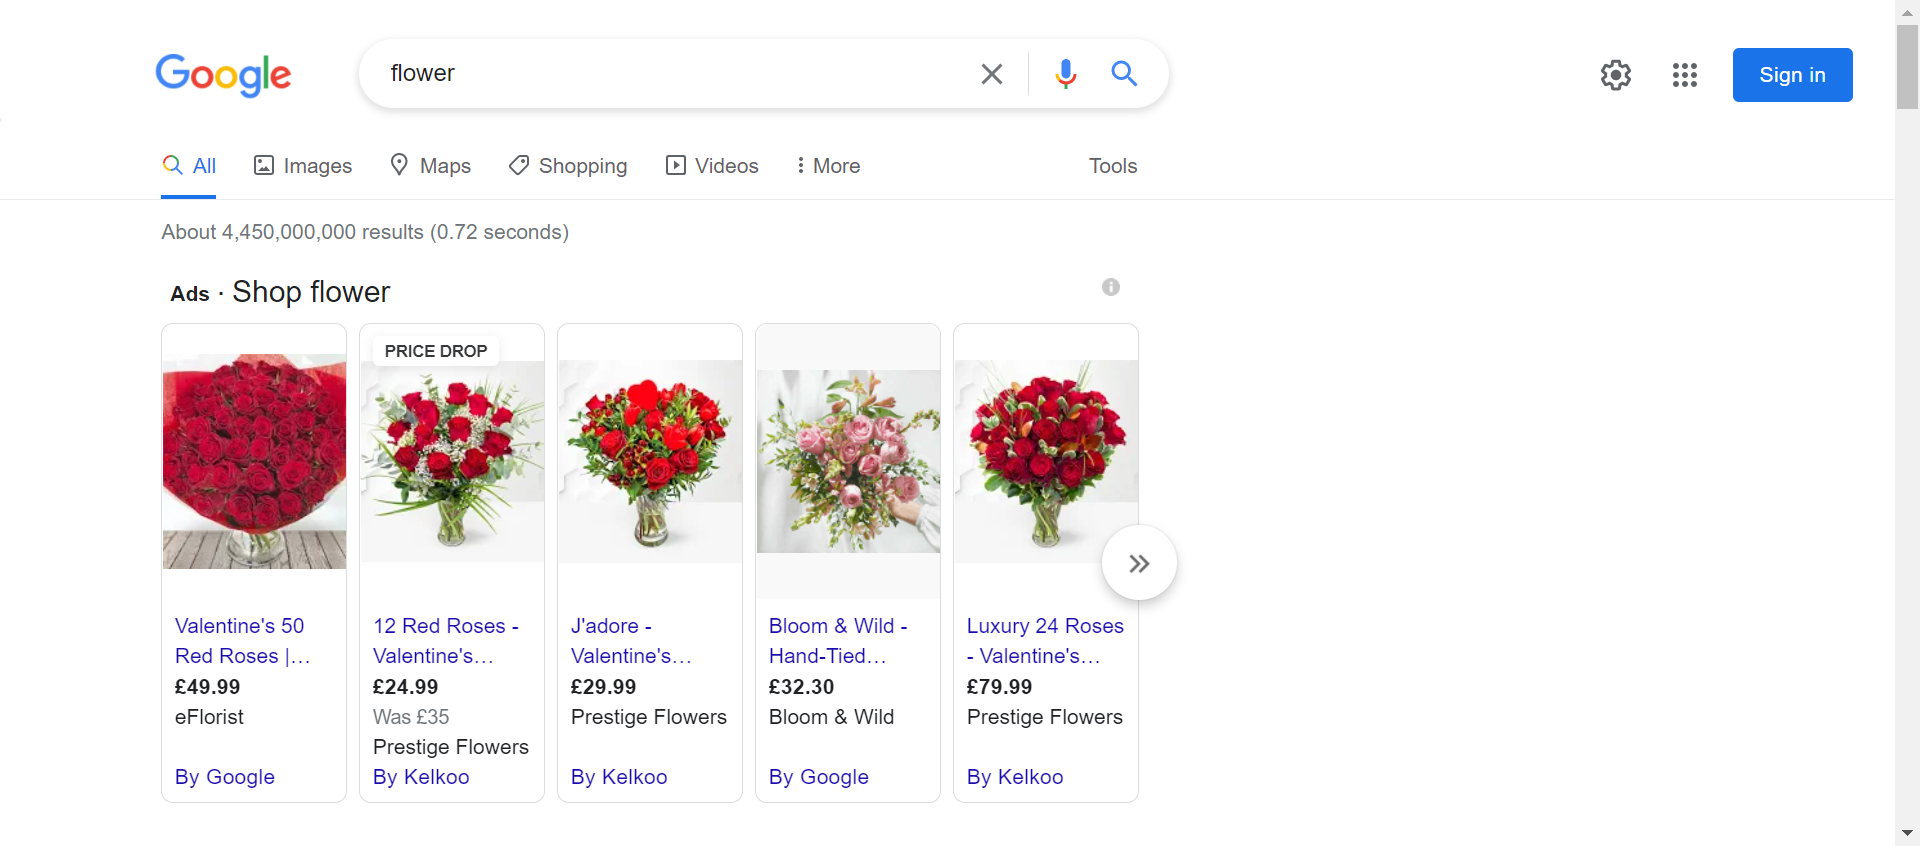 Google
flower
Sign in
All
Images
Maps
Shopping
Videos
More
Tools
About 4,450,000,000 results (0.72 seconds)
Ads · Shop flower
PRICE DROP
Valentine's 50
Red Roses |...
£49.99
eFlorist
By Google
12 Red Roses -
Valentine's...
£24.99
Was £35
Prestige Flowers
By Kelkoo
J'adore -
Valentine's...
£29.99
Prestige Flowers
By Kelkoo
Bloom & Wild -
Hand-Tied...
£32.30
Bloom & Wild
By Google
Luxury 24 Roses
- Valentine's...
£79.99
Prestige Flowers
By Kelkoo